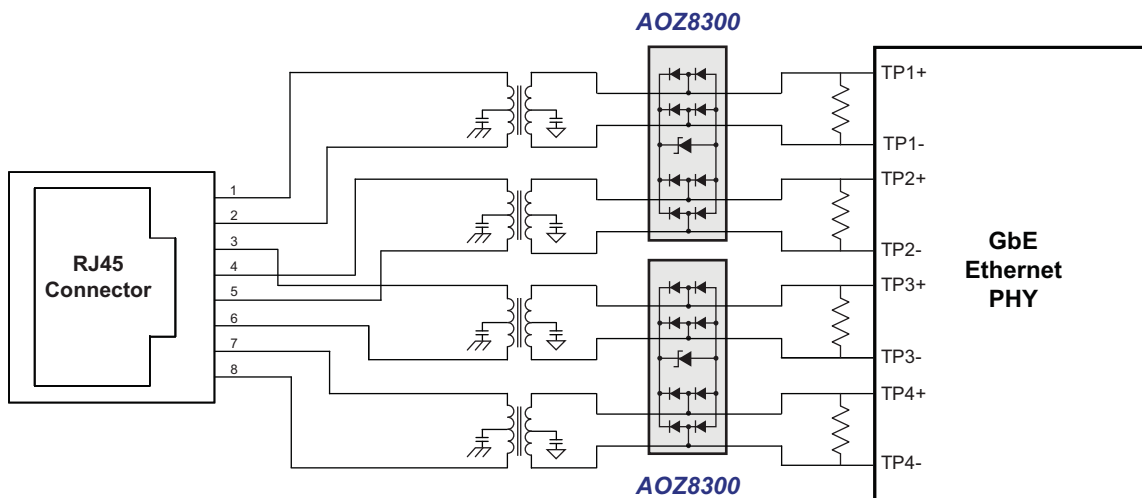 AOZ8300
RJ45
Connector
1
2
3
4
5
6
7
8
TP1+
TP1-
TP2+
TP2-
TP3+
TP3-
TP4+
TP4-
GbE
Ethernet
PHY
AOZ8300